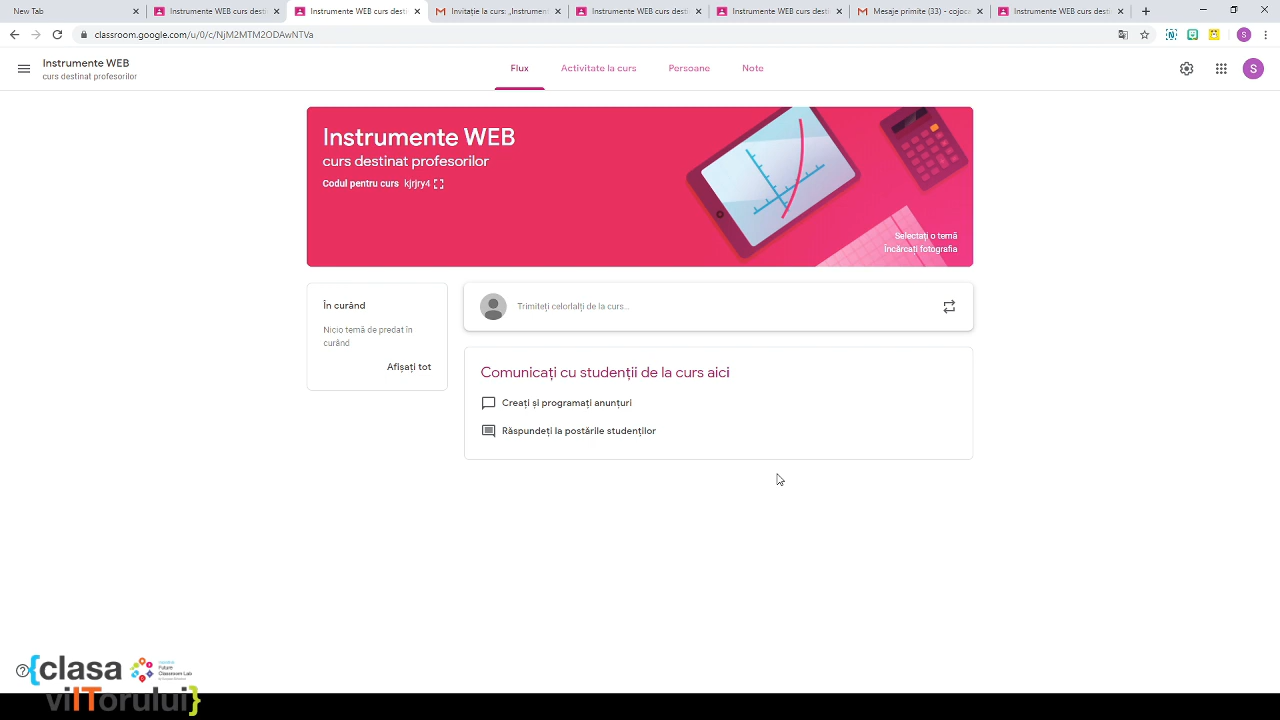 New Tab
Instrumente WEB curs desti
Instrumente WEB curs desti
Invitație la curs: „Instrument
Instrumente WEB curs desti
Instrumente WEB curs desti
Mesaje primite (33) - cojoc
Instrumente WEB curs desti
classroom.google.com/u/0/c/NjM2MTM2ODAwNTVa
S
Instrumente WEB
curs destinat profesorilor
Flux
Activitate la curs
Persoane
Note
S
Instrumente WEB
curs destinat profesorilor
Codul pentru curs kjrjry4
Selectați o temă
Încărcați fotografia
În curând
Nicio temă de predat în
curând
Afișați tot
Trimiteți celorlalți de la curs...
Comunicați cu studenții de la curs aici
Creați și programați anunțuri
Răspundeți la postările studenților
{clasa
viITorului}
Future
Classroom Lab